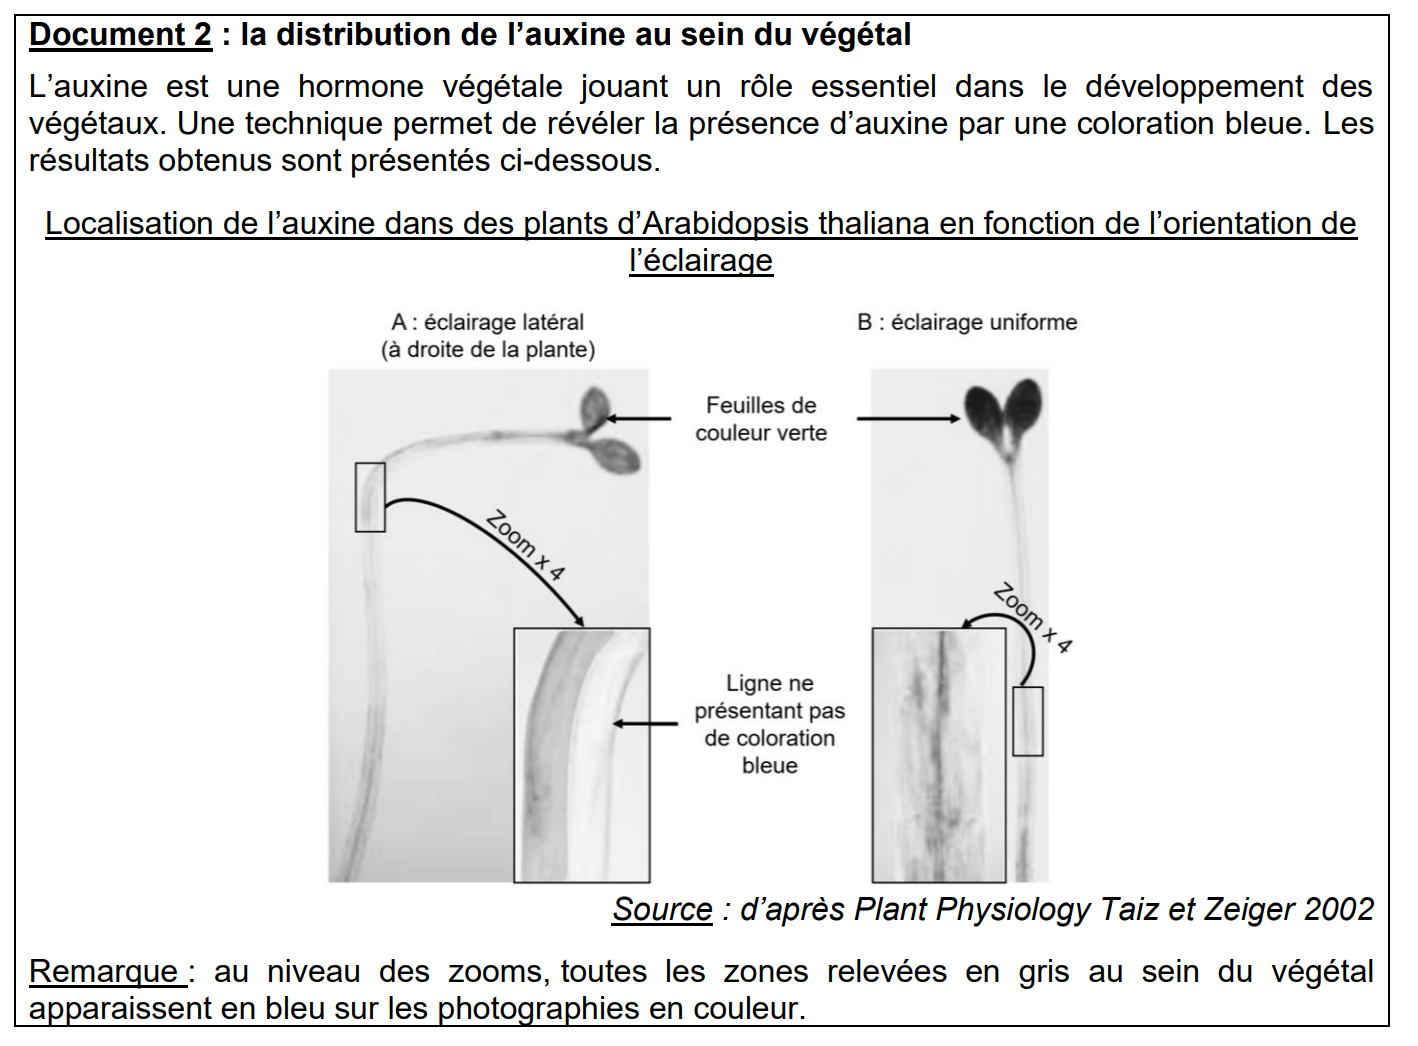 Document 2 : la distribution de l’auxine au sein du végétal
L’auxine est une hormone végétale jouant un rôle essentiel dans le développement des
végétaux. Une technique permet de révéler la présence d’auxine par une coloration bleue. Les
résultats obtenus sont présentés ci-dessous.
Localisation de l’auxine dans des plants d’Arabidopsis thaliana en fonction de l’orientation de
l’éclairage
A : éclairage latéral
(à droite de la plante)
B : éclairage uniforme
Feuilles de
couleur verte
Zoom x 4
Zoom x 4
Ligne ne
présentant pas
de coloration
bleue
Source : d’après Plant Physiology Taiz et Zeiger 2002
Remarque : au niveau des zooms, toutes les zones relevées en gris au sein du végétal
apparaissent en bleu sur les photographies en couleur.